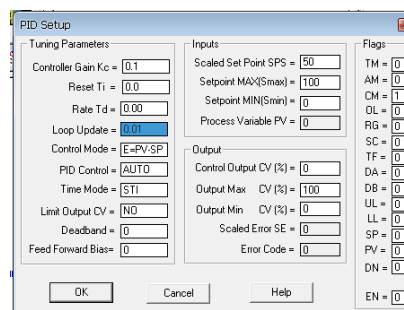 PID Setup
Tuning Parameters
Controller Gain Kc = 0.1
Reset Ti = 0.0
Rate Td = 0.00
Loop Update = 0.01
Control Mode = E=PV-SP
PID Control = AUTO
Time Mode = STI
Limit Output CV = NO
Deadband = 0
Feed Forward Bias= 0
Inputs
Scaled Set Point SPS = 50
Setpoint MAX(Smax) = 100
Setpoint MIN(Smin) = 0
Process Variable PV = 0
Output
Control Output CV (%) = 0
Output Max CV (%) = 100
Output Min CV (%) = 0
Scaled Error SE = 0
Error Code = 0
Flags
TM = 0
AM = 0
CM = 1
OL = 0
RG = 0
SC = 0
TF = 0
DA = 0
DB = 0
UL = 0
LL = 0
SP = 0
PV = 0
DN = 0
EN = 0
OK
Cancel
Help